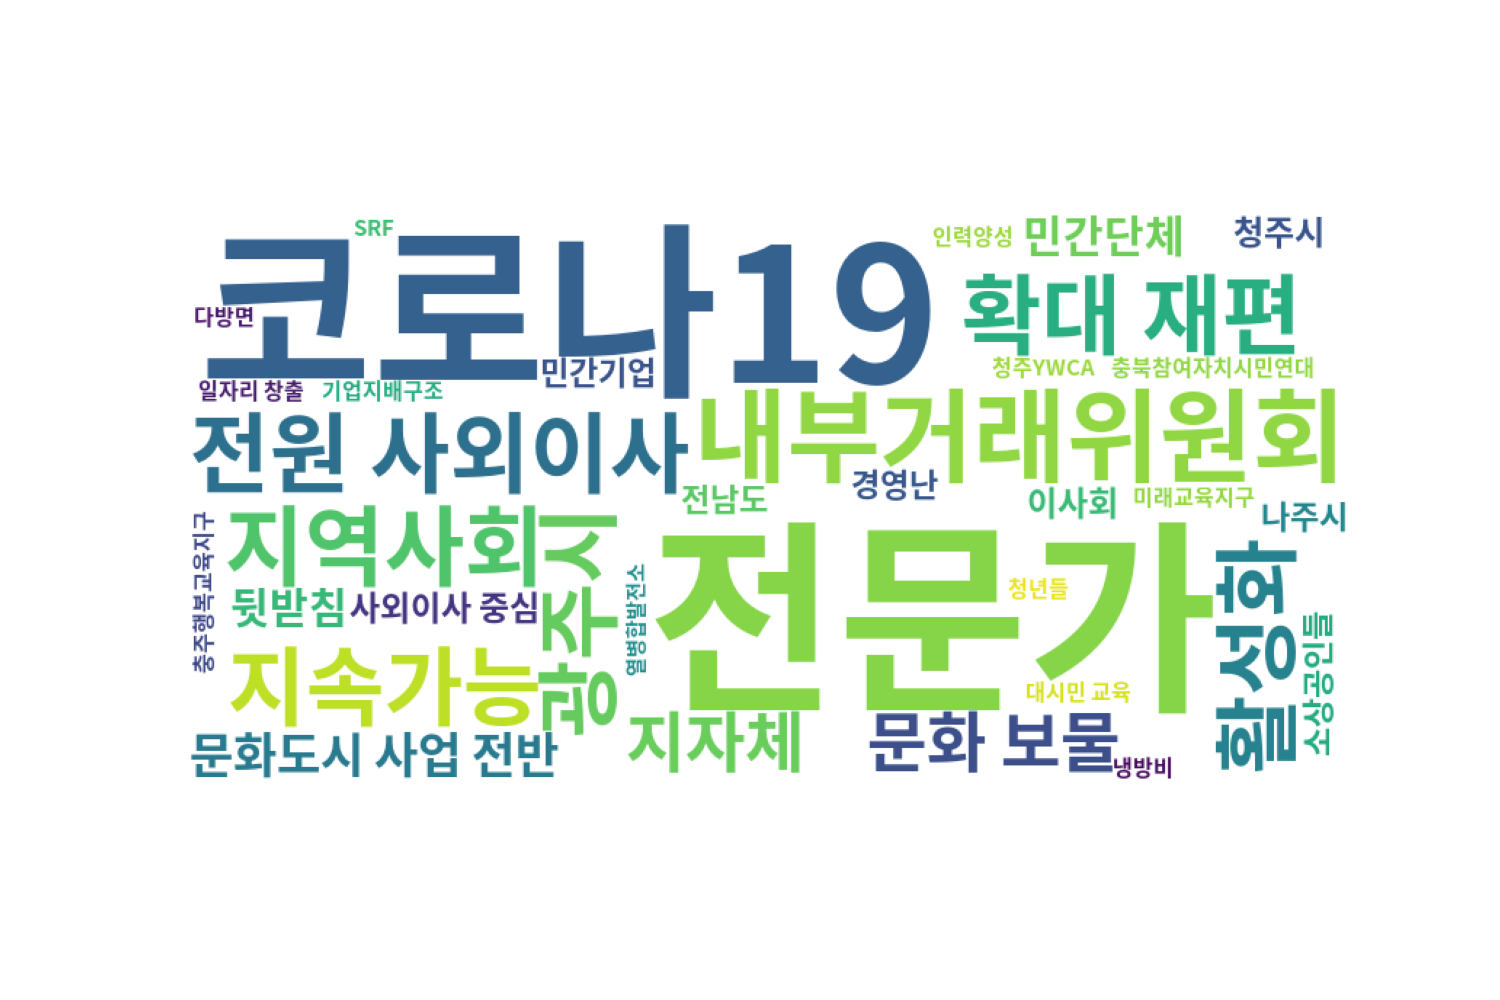 SRF
코로나19
인력양성
민간단체
청주시
다방면
확대 재편
민간기업
청주YWCA
충북참여자치시민연대
일자리 창출
기업지배구조
전원 사외이사
내부거래위원회
전남도
경영난
이사회
미래교육지구
나주시
충주행복교육지구
지역사회
광주시
열병합발전소
전문가
청년들
활성화
소상공인들
뒷받침
사외이사 중심
지속가능
대시민 교육
문화도시 사업 전반
지자체
문화 보물
냉방비